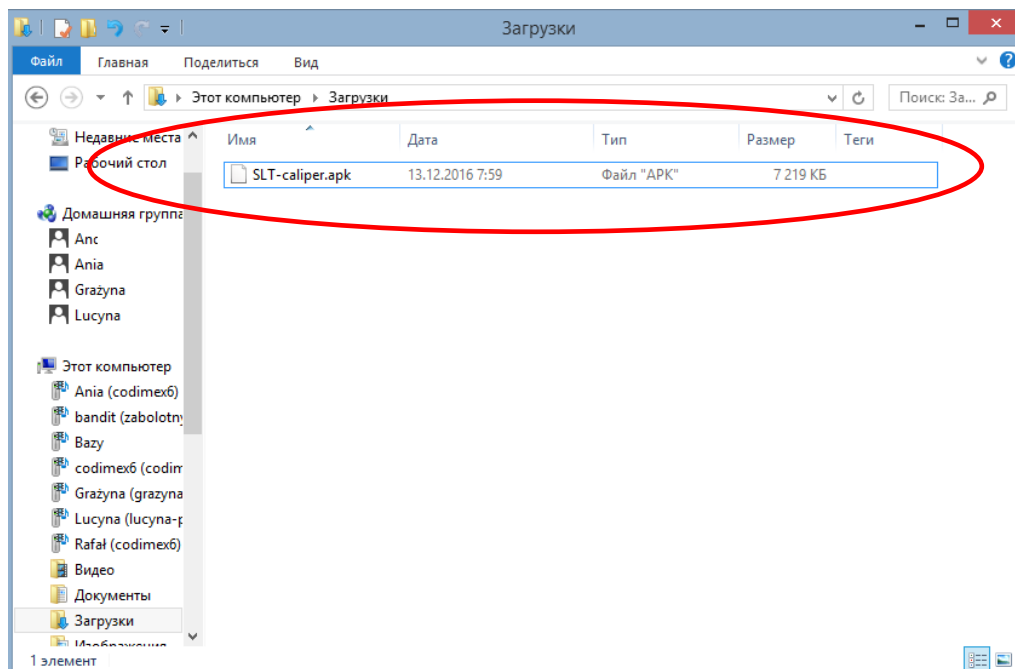 Загрузки
Файл Главная Поделиться Вид
Этот компьютер Загрузки Поиск: За...
Недавние места Имя Дата Тип Размер Теги
Рабочий стол SLT-caliper.apk 13.12.2016 7:59 Файл "APK" 7 219 КБ
Домашняя группа
Anc
Ania
Grażyna
Lucyna
Этот компьютер
Ania (codimex6)
bandit (zabolotny
Bazy
codimex6 (codim
Grażyna (grazyna
Lucyna (lucyna-p
Rafał (codimex6)
Видео
Документы
Загрузки
Изображения
1 элемент